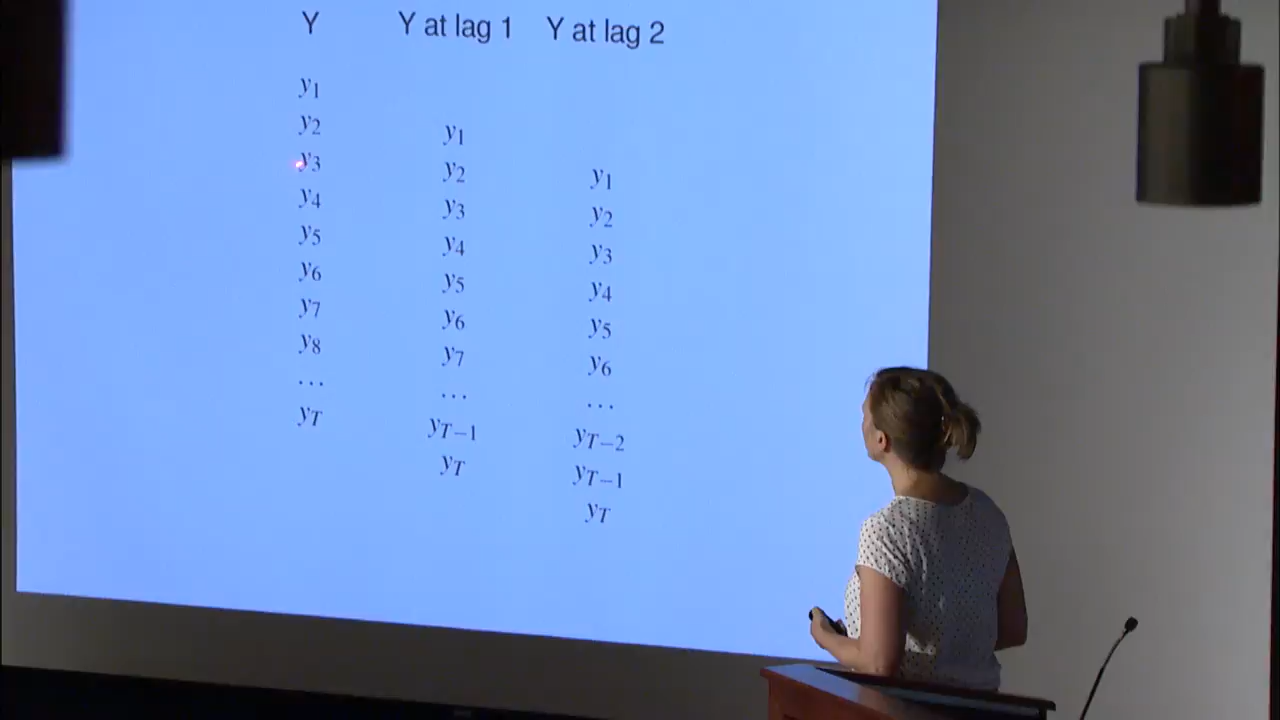 Y Y at lag 1 Y at lag 2
y1
y2 y1
y3 y2 y1
y4 y3 y2
y5 y4 y3
y6 y5 y4
y7 y6 y5
y8 y7 y6
... ... ...
yT yT−1 yT−2
yT yT−1
yT